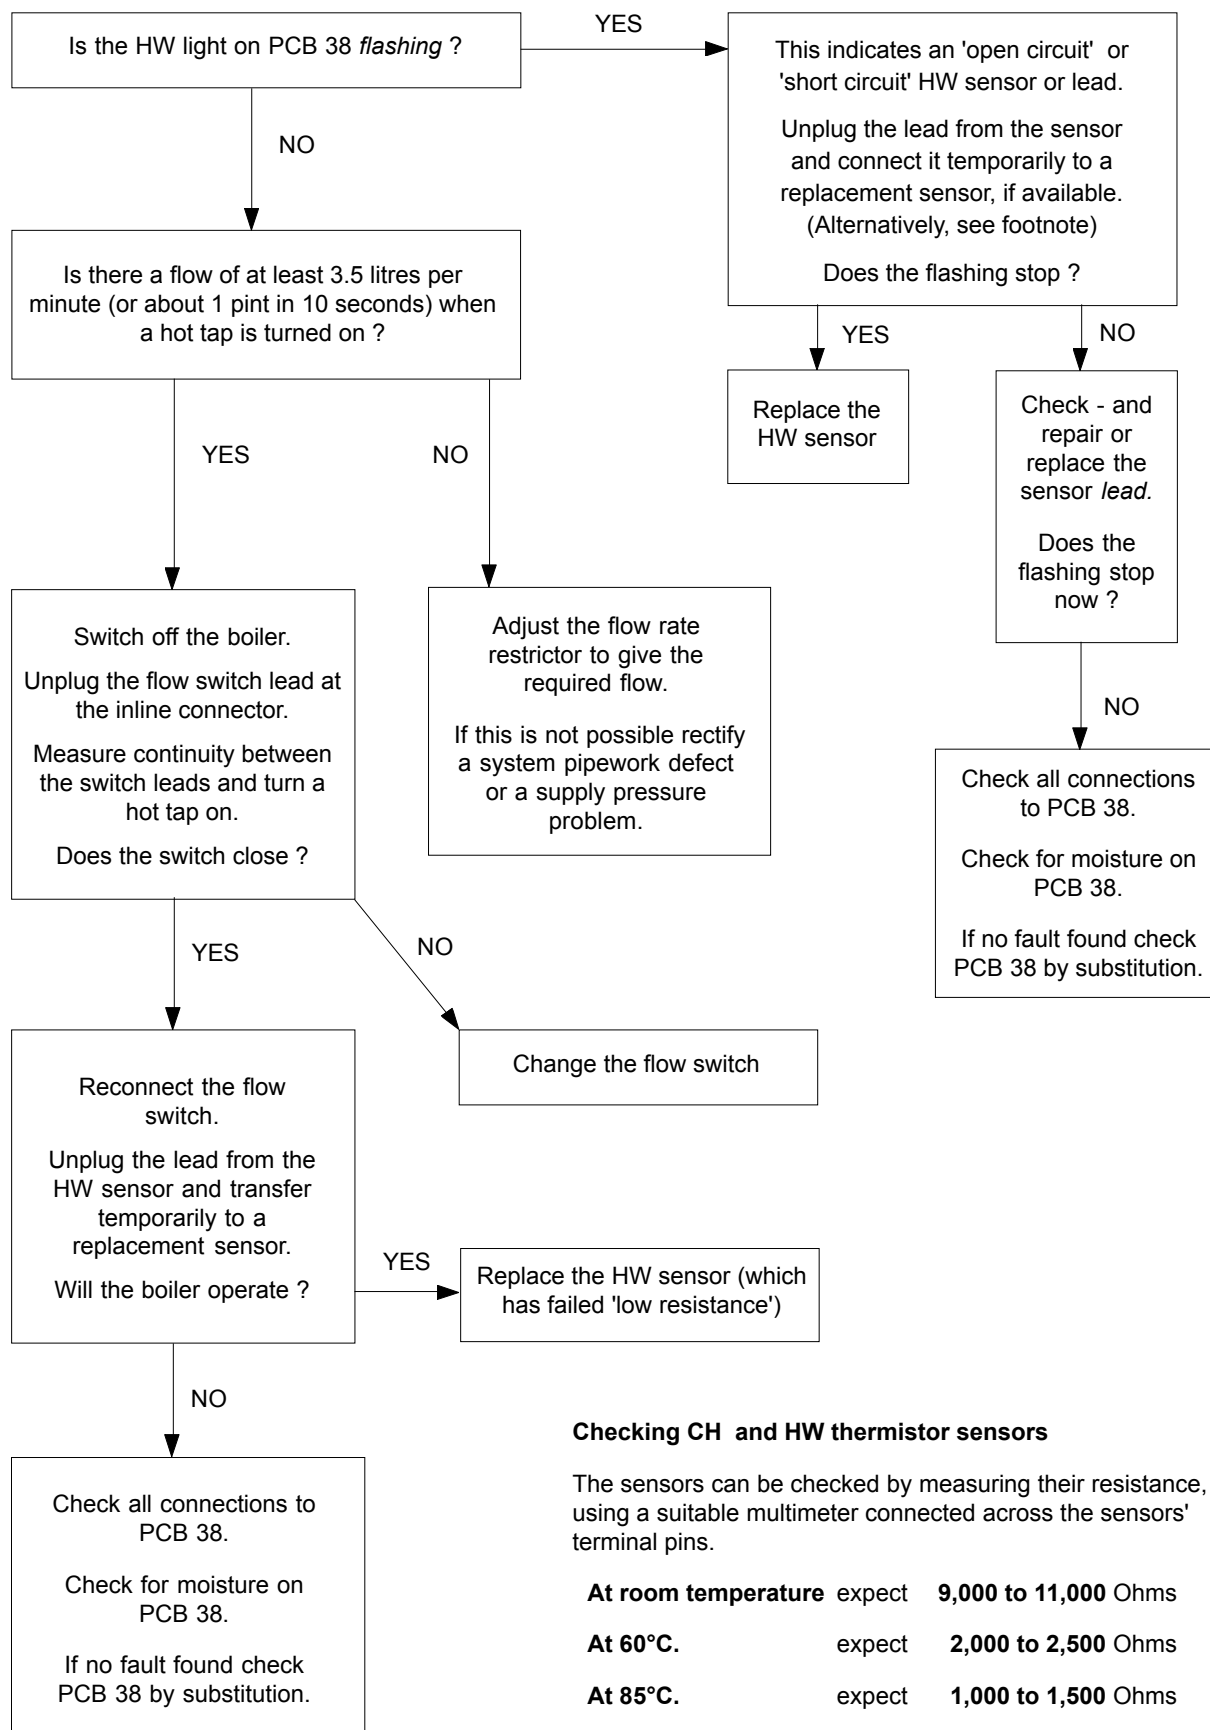 Is the HW light on PCB 38 flashing ?
YES
This indicates an 'open circuit' or
'short circuit' HW sensor or lead.
Unplug the lead from the sensor
and connect it temporarily to a
replacement sensor, if available.
(Alternatively, see footnote)
Does the flashing stop ?
NO
Is there a flow of at least 3.5 litres per
minute (or about 1 pint in 10 seconds) when
a hot tap is turned on ?
YES
NO
Replace the
HW sensor
Check - and
repair or
replace the
sensor lead.
Does the
flashing stop
now ?
YES
NO
Switch off the boiler.
Unplug the flow switch lead at
the inline connector.
Measure continuity between
the switch leads and turn a
hot tap on.
Does the switch close ?
Adjust the flow rate
restrictor to give the
required flow.
If this is not possible rectify
a system pipework defect
or a supply pressure
problem.
NO
Check all connections
to PCB 38.
Check for moisture on
PCB 38.
If no fault found check
PCB 38 by substitution.
YES
NO
Change the flow switch
Reconnect the flow
switch.
Unplug the lead from the
HW sensor and transfer
temporarily to a
replacement sensor.
Will the boiler operate ?
YES
Replace the HW sensor (which
has failed 'low resistance')
NO
Check all connections to
PCB 38.
Check for moisture on
PCB 38.
If no fault found check
PCB 38 by substitution.
Checking CH and HW thermistor sensors
The sensors can be checked by measuring their resistance,
using a suitable multimeter connected across the sensors'
terminal pins.
At room temperature expect 9,000 to 11,000 Ohms
At 60°C. expect 2,000 to 2,500 Ohms
At 85°C. expect 1,000 to 1,500 Ohms